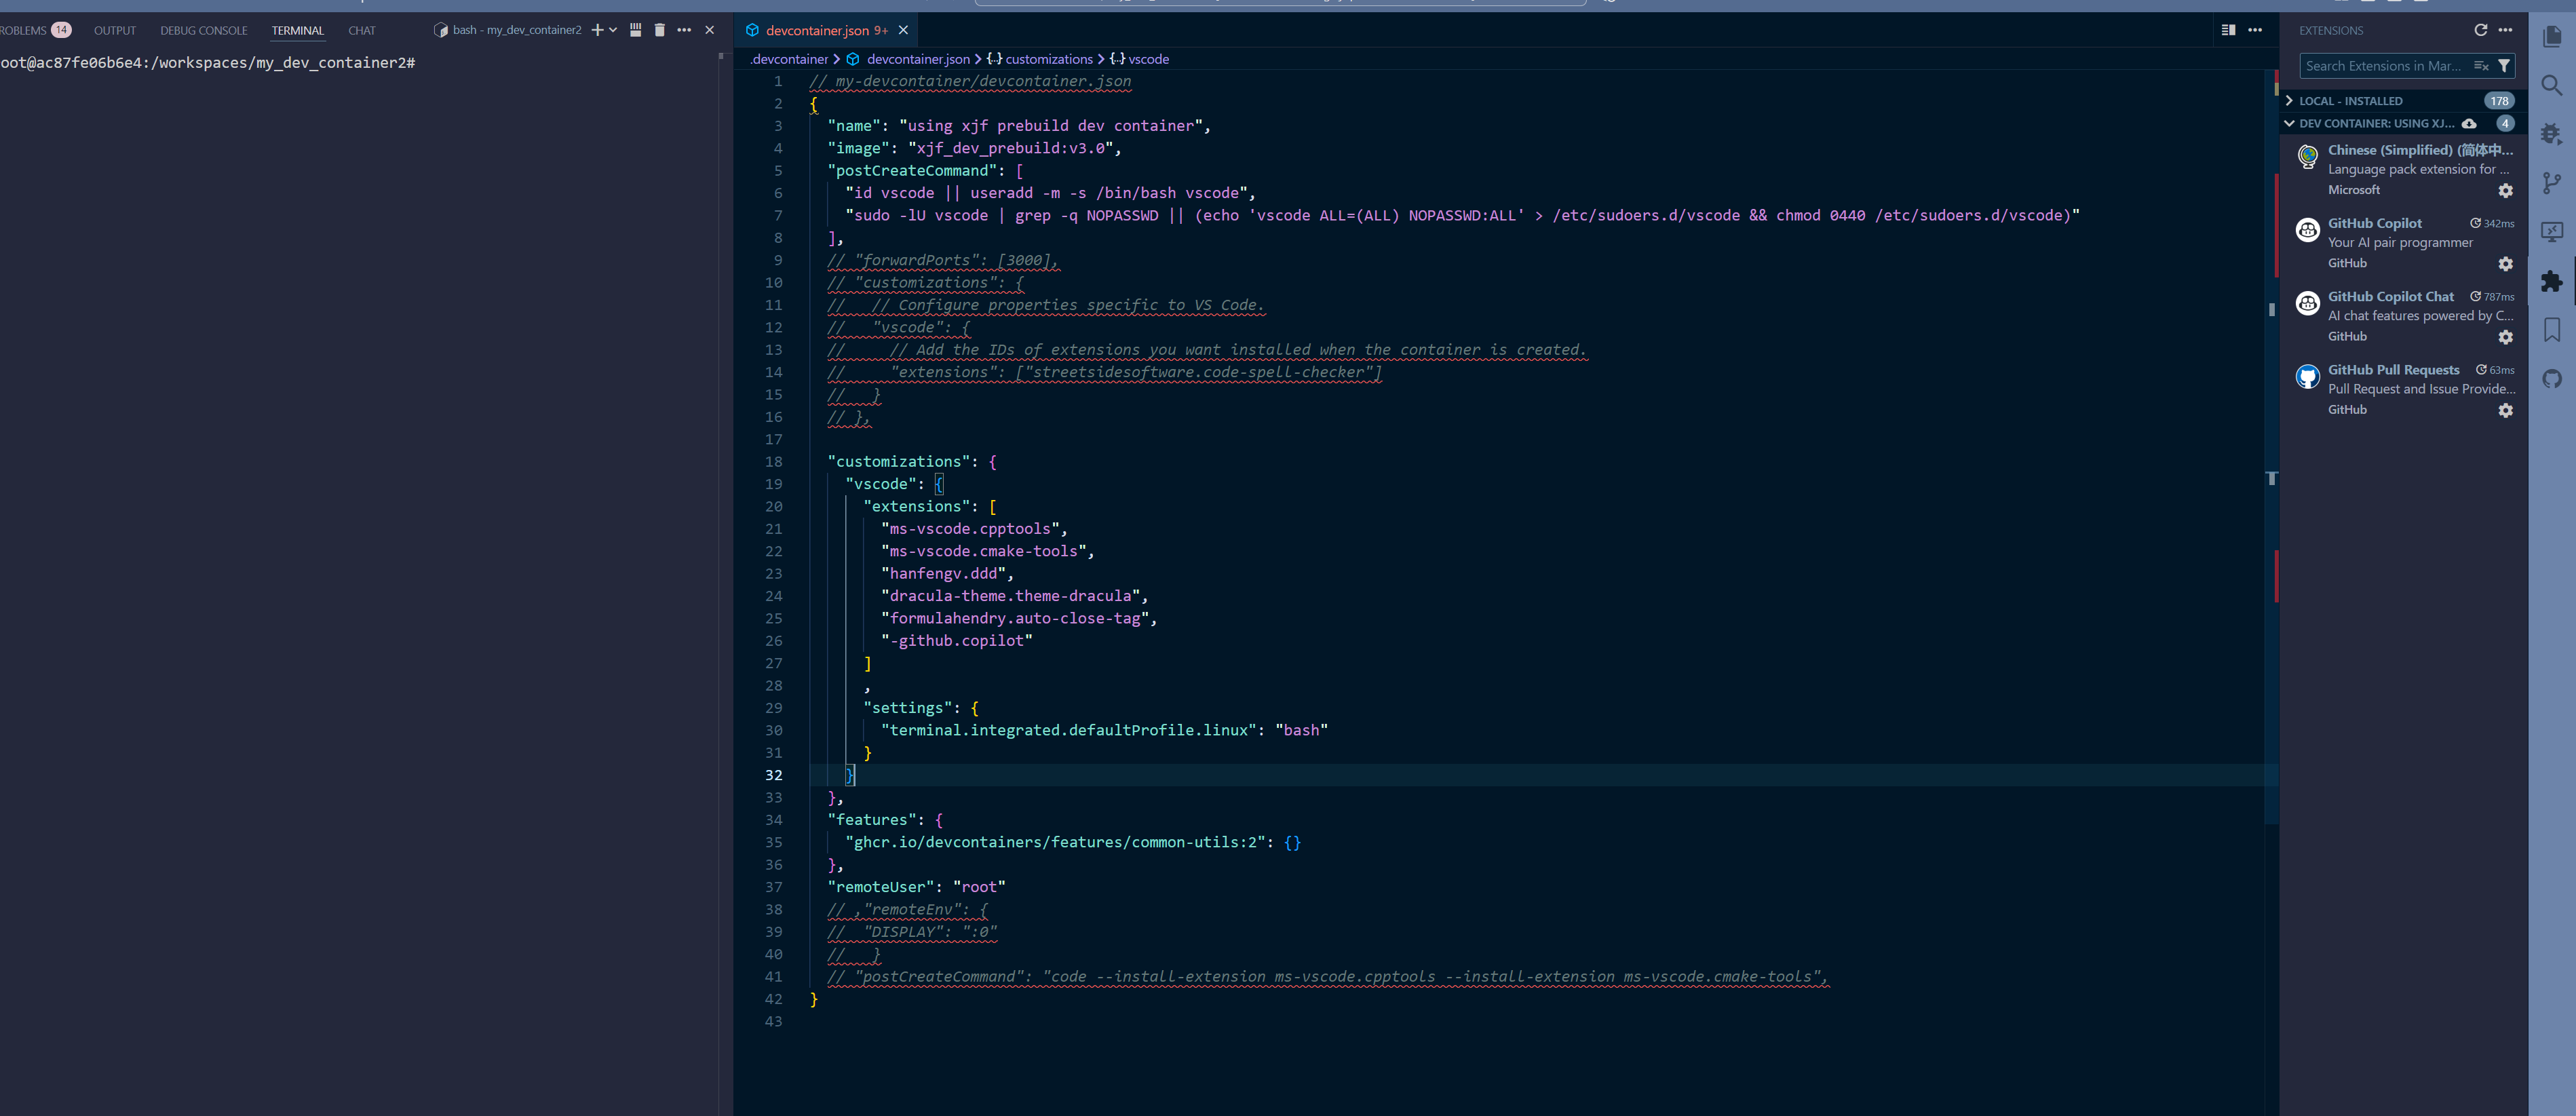 ROBLEMS 14 OUTPUT DEBUG CONSOLE TERMINAL CHAT bash - my_dev_container2
oot@ac87fe06b6e4:/workspaces/my_dev_container2#
devcontainer.json 9+
.devcontainer > devcontainer.json > {··} customizations > {··} vscode
1 // my-devcontainer/devcontainer.json
2 {
3 "name": "using xjf prebuild dev container",
4 "image": "xjf_dev_prebuild:v3.0",
5 "postCreateCommand": [
6 "id vscode || useradd -m -s /bin/bash vscode",
7 "sudo -lU vscode | grep -q NOPASSWD || (echo 'vscode ALL=(ALL) NOPASSWD:ALL' > /etc/sudoers.d/vscode && chmod 0440 /etc/sudoers.d/vscode)"
8 ],
9 // "forwardPorts": [3000],
10 // "customizations": {
11 // // Configure properties specific to VS Code.
12 // "vscode": {
13 // // Add the IDs of extensions you want installed when the container is created.
14 // "extensions": ["streetsidesoftware.code-spell-checker"]
15 // }
16 // },
17
18 "customizations": {
19 "vscode": {
20 "extensions": [
21 "ms-vscode.cpptools",
22 "ms-vscode.cmake-tools",
23 "hanfengv.ddd",
24 "dracula-theme.theme-dracula",
25 "formulahendry.auto-close-tag",
26 "-github.copilot"
27 ]
28 ,
29 "settings": {
30 "terminal.integrated.defaultProfile.linux": "bash"
31 }
32 }
33 },
34 "features": {
35 "ghcr.io/devcontainers/features/common-utils:2": {}
36 },
37 "remoteUser": "root"
38 // ,"remoteEnv": {
39 // "DISPLAY": ":0"
40 // }
41 // "postCreateCommand": "code --install-extension ms-vscode.cpptools --install-extension ms-vscode.cmake-tools",
42 }
43
EXTENSIONS
Search Extensions in Mar...
LOCAL - INSTALLED 178
DEV CONTAINER: USING XJ... 4
Chinese (Simplified) (简体中...
Language pack extension for ...
Microsoft
GitHub Copilot 342ms
Your AI pair programmer
GitHub
GitHub Copilot Chat 787ms
AI chat features powered by C...
GitHub
GitHub Pull Requests 63ms
Pull Request and Issue Provide...
GitHub